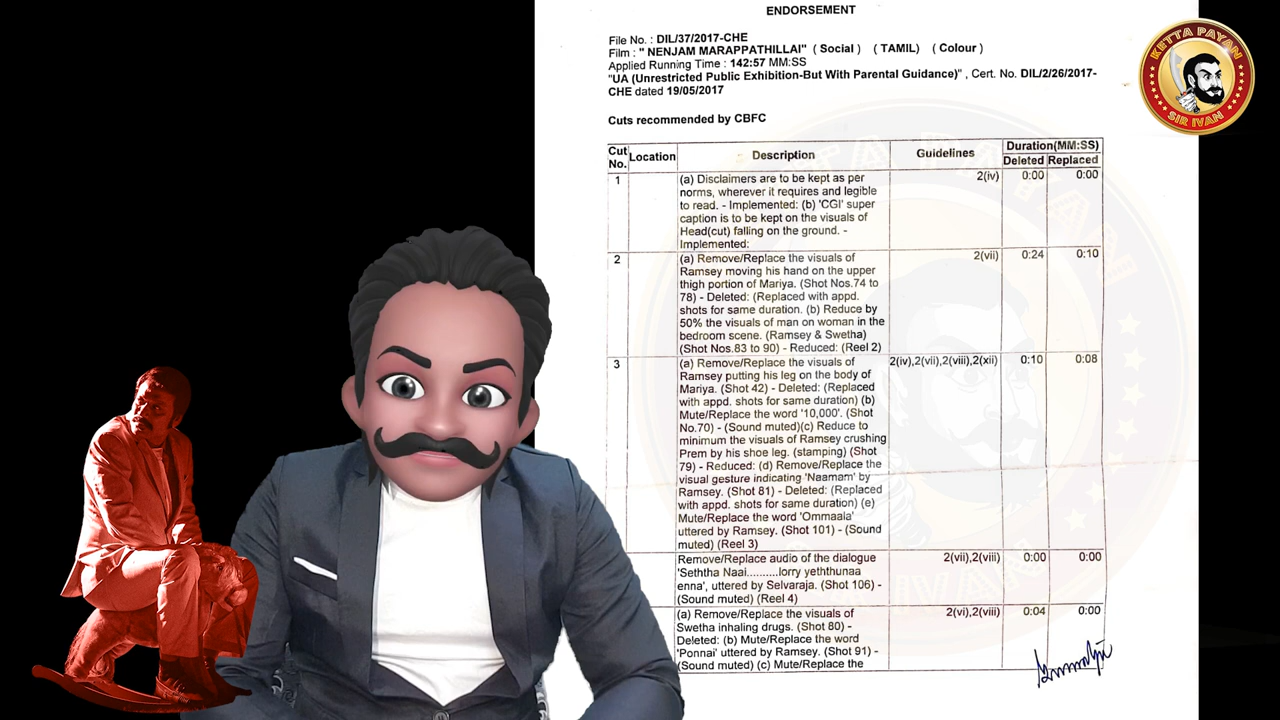 ENDORSEMENT
File No. : DIL/37/2017-CHE
Film : " NENJAM MARAPPATHILLAI" ( Social ) ( TAMIL) ( Colour )
Applied Running Time : 142:57 MM:SS
"UA (Unrestricted Public Exhibition-But With Parental Guidance)" , Cert. No. DIL/2/26/2017-
CHE dated 19/05/2017
Cuts recommended by CBFC
KETTA PAYAN
SIR IVAN
Cut No. Location Description Guidelines Duration(MM:SS)
Deleted Replaced
1 (a) Disclaimers are to be kept as per 2(iv) 0:00 0:00
norms, wherever it requires and legible
to read. - Implemented: (b) 'CGI' super
caption is to be kept on the visuals of
Head(cut) falling on the ground. -
Implemented:
2 (a) Remove/Replace the visuals of 2(vii) 0:24 0:10
Ramsey moving his hand on the upper
thigh portion of Mariya. (Shot Nos.74 to
78) - Deleted: (Replaced with appd.
shots for same duration. (b) Reduce by
50% the visuals of man on woman in the
bedroom scene. (Ramsey & Swetha)
(Shot Nos.83 to 90) - Reduced: (Reel 2)
3 (a) Remove/Replace the visuals of 2(iv),2(vii),2(viii),2(xii) 0:10 0:08
Ramsey putting his leg on the body of
Mariya. (Shot 42) - Deleted: (Replaced
with appd. shots for same duration) (b)
Mute/Replace the word '10,000'. (Shot
No.70) - (Sound muted)(c) Reduce to
minimum the visuals of Ramsey crushing
Prem by his shoe leg. (stamping) (Shot
79) - Reduced: (d) Remove/Replace the
visual gesture indicating 'Naamam' by
Ramsey. (Shot 81) - Deleted: (Replaced
with appd. shots for same duration) (e)
Mute/Replace the word 'Ommaala'
uttered by Ramsey. (Shot 101) - (Sound
muted) (Reel 3)
Remove/Replace audio of the dialogue 2(vii),2(viii) 0:00 0:00
'Seththa Naai..........lorry yeththunaa
enna', uttered by Selvaraja. (Shot 106) -
(Sound muted) (Reel 4)
(a) Remove/Replace the visuals of 2(vi),2(viii) 0:04 0:00
Swetha inhaling drugs. (Shot 80) -
Deleted: (b) Mute/Replace the word
'Ponnai' uttered by Ramsey. (Shot 91) -
(Sound muted) (c) Mute/Replace the